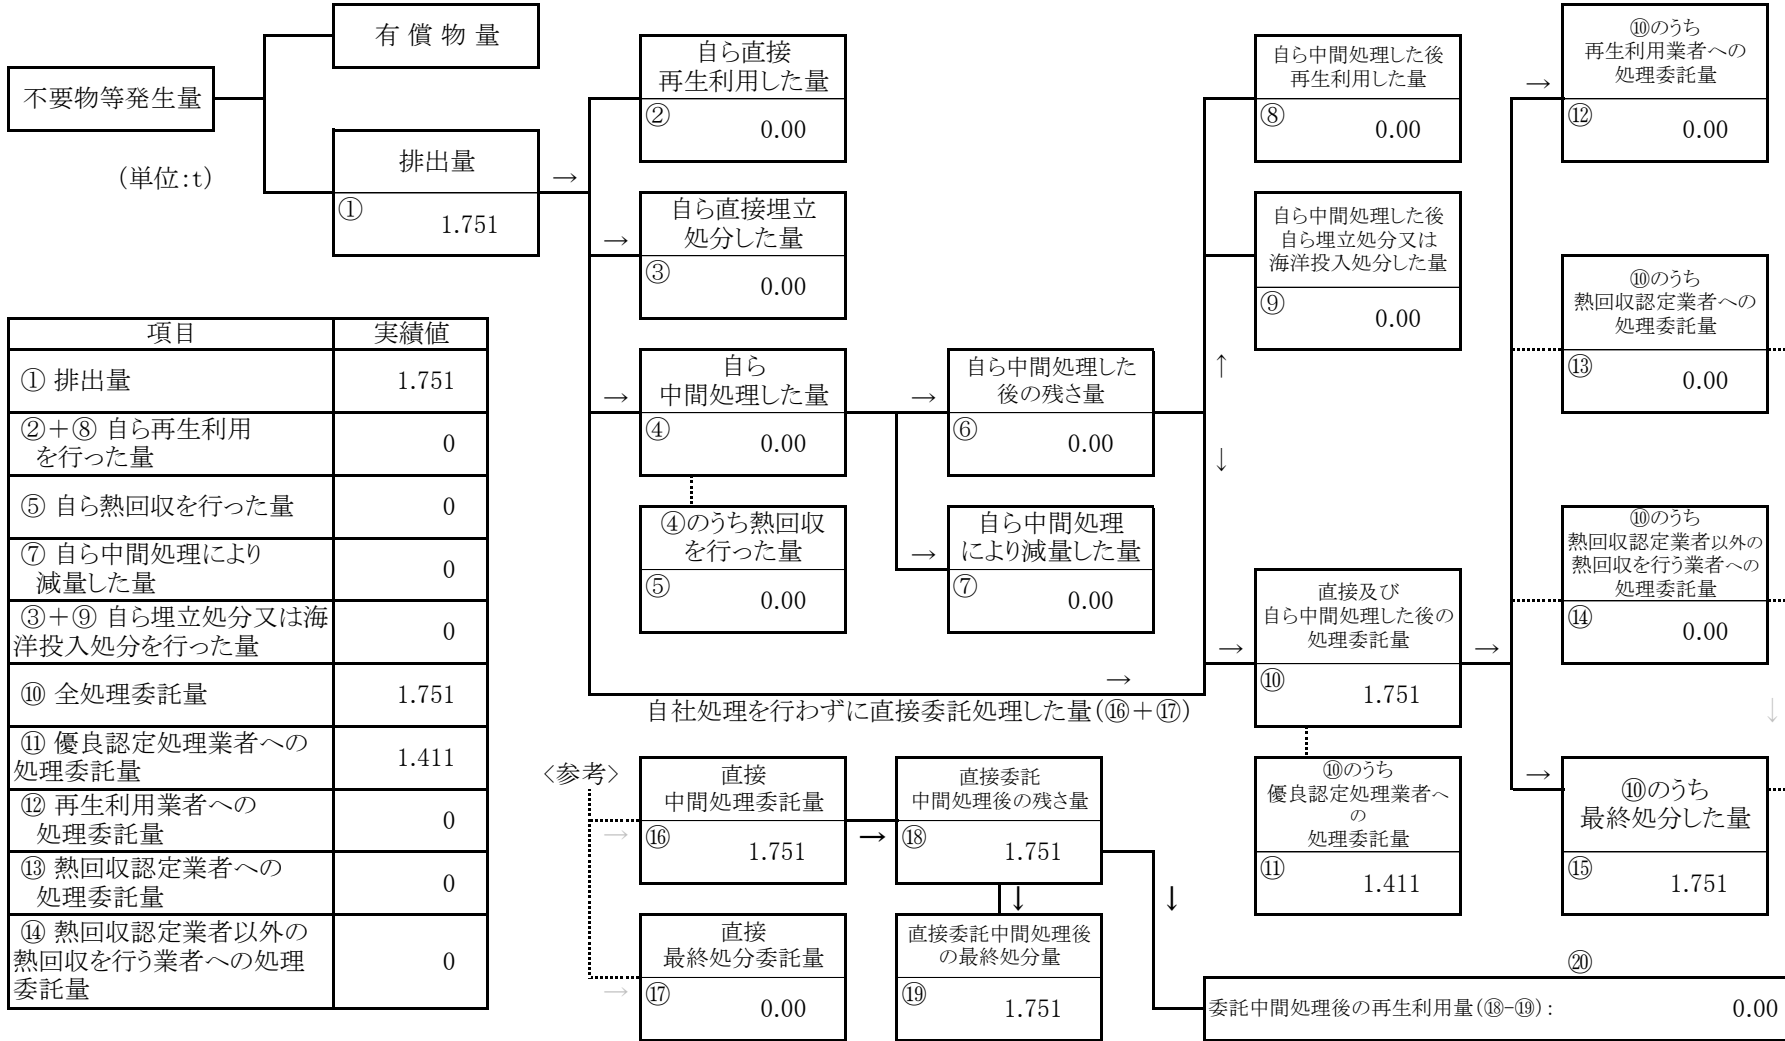 有 償 物 量
不要物等発生量
(単位:t)
排出量
①
1.751
→
自ら直接
再生利用した量
②
0.00
→
自ら直接埋立
処分した量
③
0.00
→
自ら
中間処理した量
④
0.00
④のうち熱回収
を行った量
⑤
0.00
→
自ら中間処理した
後の残さ量
⑥
0.00
→
自ら中間処理
により減量した量
⑦
0.00
自ら中間処理した後
再生利用した量
⑧
0.00
自ら中間処理した後
自ら埋立処分又は
海洋投入処分した量
⑨
0.00
↑
↓
→
自社処理を行わずに直接委託処理した量(⑯+⑰)
→
直接及び
自ら中間処理した後の
処理委託量
⑩
1.751
→
⑩のうち
優良認定処理業者へ
の
処理委託量
⑪
1.411
→
⑩のうち
再生利用業者への
処理委託量
⑫
0.00
⑩のうち
熱回収認定業者への
処理委託量
⑬
0.00
⑩のうち
熱回収認定業者以外の
熱回収を行う業者への
処理委託量
⑭
0.00
↓
→
⑩のうち
最終処分した量
⑮
1.751
項目 実績値
① 排出量 1.751
②+⑧ 自ら再生利用
を行った量 0
⑤ 自ら熱回収を行った量 0
⑦ 自ら中間処理により
減量した量 0
③+⑨ 自ら埋立処分又は海
洋投入処分を行った量 0
⑩ 全処理委託量 1.751
⑪ 優良認定処理業者への
処理委託量 1.411
⑫ 再生利用業者への
処理委託量 0
⑬ 熱回収認定業者への
処理委託量 0
⑭ 熱回収認定業者以外の
熱回収を行う業者への処理
委託量 0
〈参考〉
→
直接
中間処理委託量
⑯
1.751
→
直接委託
中間処理後の残さ量
⑱
1.751
↓
↓
→
直接
最終処分委託量
⑰
0.00
直接委託中間処理後
の最終処分量
⑲
1.751
⑳
委託中間処理後の再生利用量(⑱-⑲): 0.00